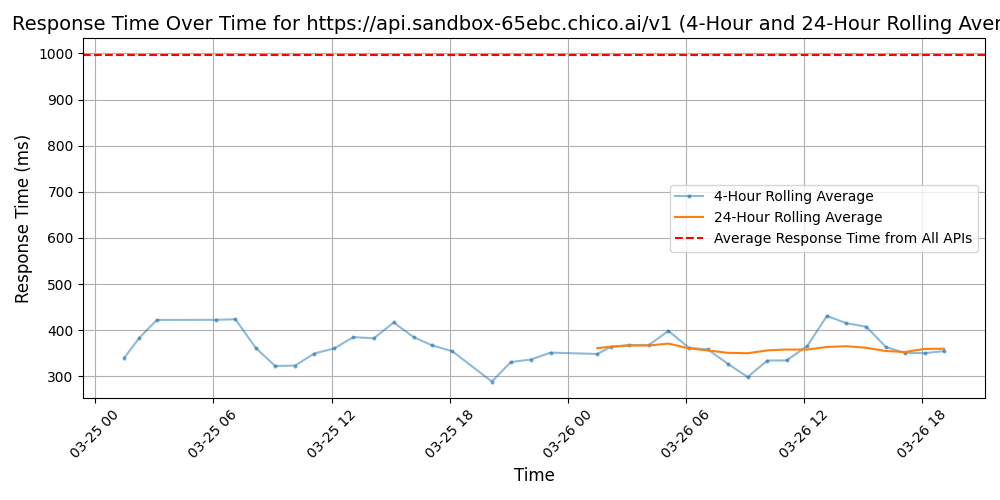 Response Time Over Time for https://api.sandbox-65ebc.chico.ai/v1 (4-Hour and 24-Hour Rolling Aver
Response Time (ms)
1000
900
800
700
600
500
400
300
4-Hour Rolling Average
24-Hour Rolling Average
Average Response Time from All APIs
03-25 00
03-25 06
03-25 12
03-25 18
03-26 00
03-26 06
03-26 12
03-26 18
Time